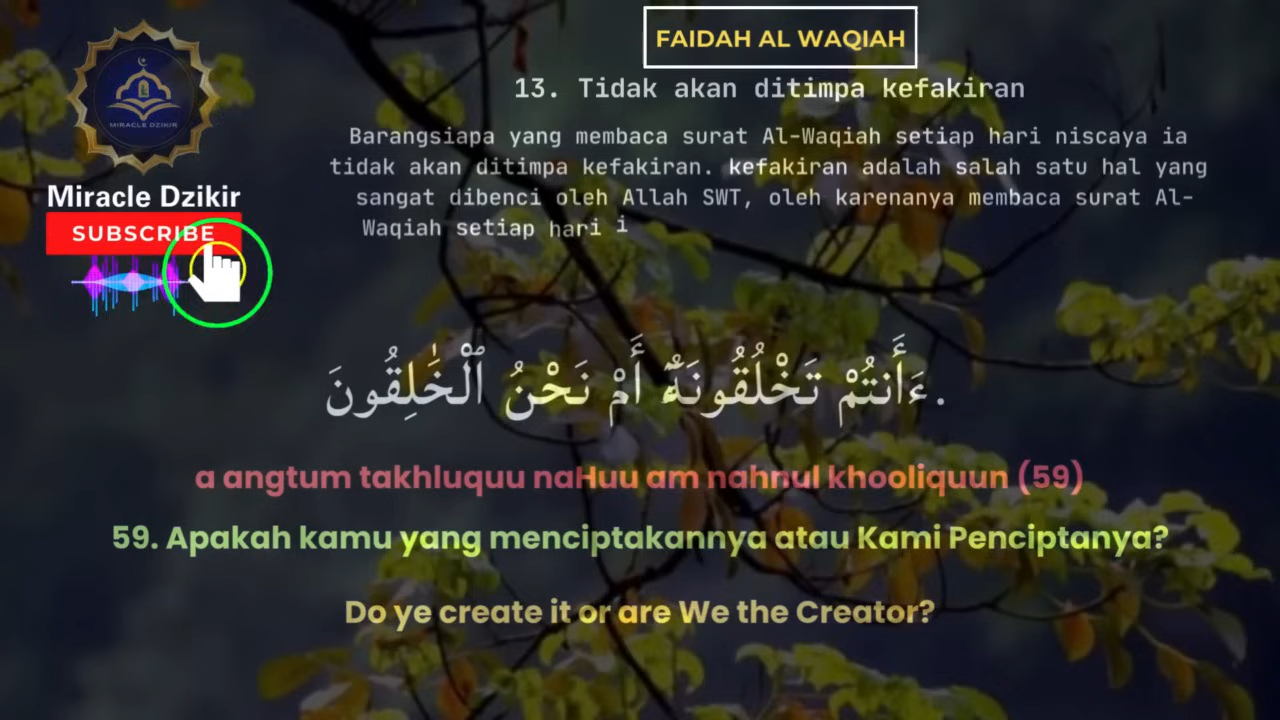 FAIDAH AL WAQIAH
13. Tidak akan ditimpa kefakiran
Barangsiapa yang membaca surat Al-Waqiah setiap hari niscaya ia
tidak akan ditimpa kefakiran. kefakiran adalah salah satu hal yang
sangat dibenci oleh Allah SWT, oleh karenanya membaca surat Al-
Waqiah setiap hari i
MIRACLE DZIKIR
Miracle Dzikir
SUBSCRIBE
ءَأَنتُمْ تَخْلُقُونَهُۥٓ أَمْ نَحْنُ ٱلْخَٰلِقُونَ.
a angtum takhluquu naHuu am nahnul khooliquun (59)
59. Apakah kamu yang menciptakannya atau Kami Penciptanya?
Do ye create it or are We the Creator?